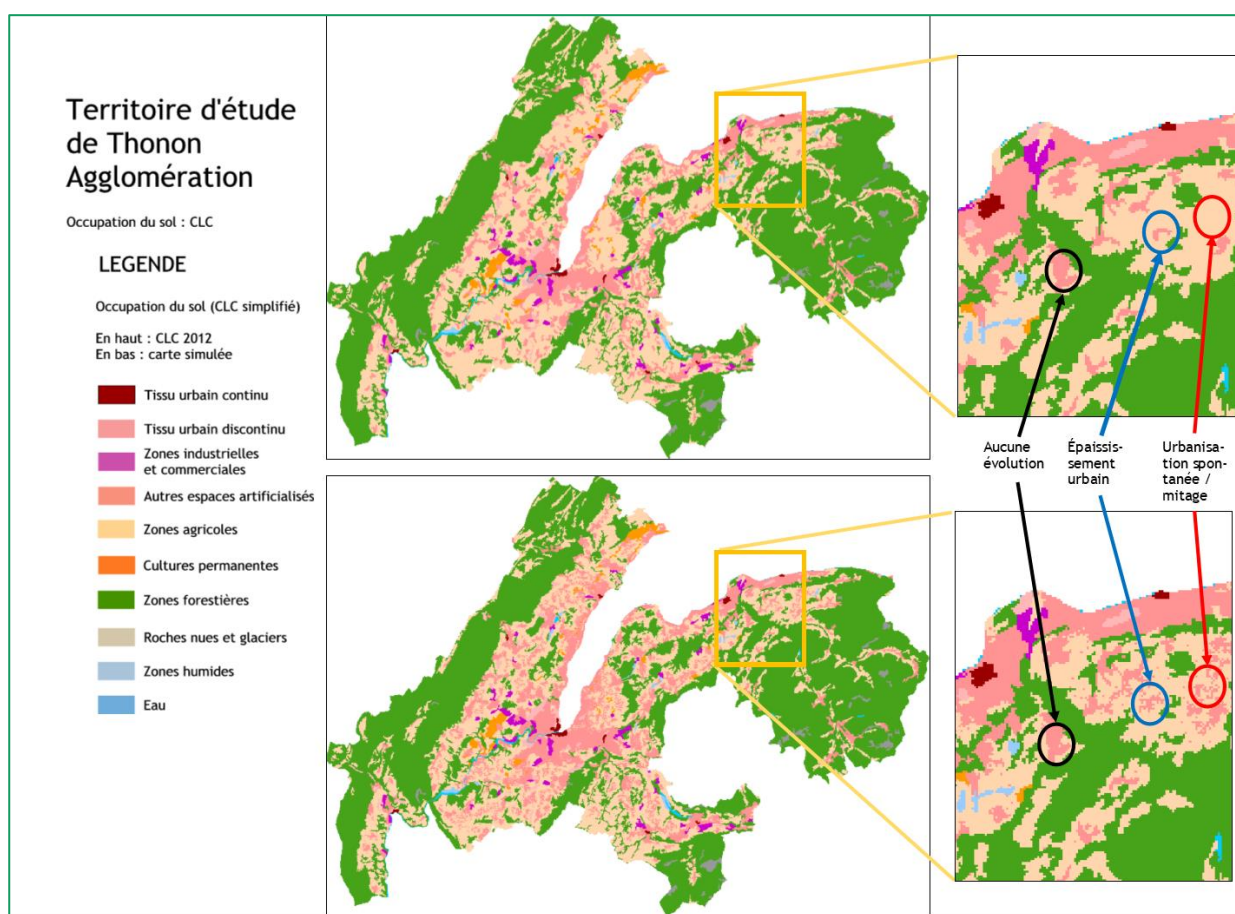 Territoire d'étude
de Thonon
Agglomération
Occupation du sol : CLC
LEGENDE
Occupation du sol (CLC simplifié)
En haut : CLC 2012
En bas : carte simulée
Tissu urbain continu
Tissu urbain discontinu
Zones industrielles
et commerciales
Autres espaces artificialisés
Zones agricoles
Cultures permanentes
Zones forestières
Roches nues et glaciers
Zones humides
Eau
Aucune
évolution
Épaissis-
sement
urbain
Urbanisa-
tion spon-
tanée /
mitage